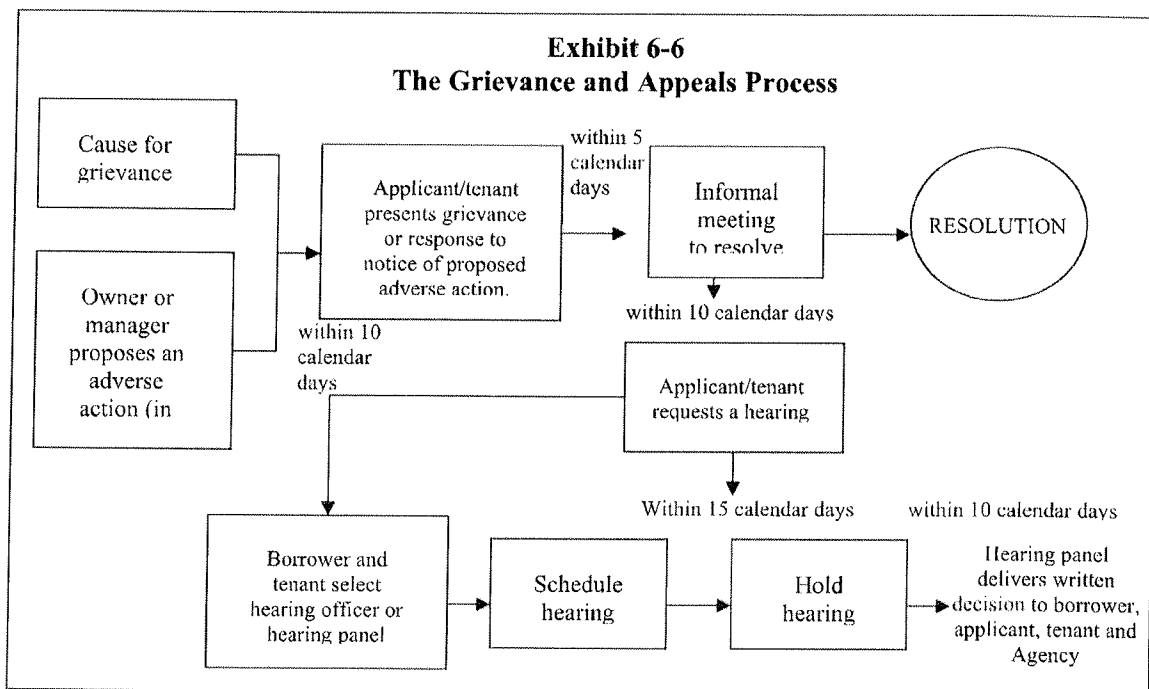 Exhibit 6-6
The Grievance and Appeals Process
Cause for
grievance
Owner or
manager
proposes an
adverse
action (in
within 10
calendar
days
Applicant/tenant
presents grievance
or response to
notice of proposed
adverse action.
within 5
calendar
days
Informal
meeting
to resolve
RESOLUTION
within 10 calendar days
Applicant/tenant
requests a hearing
Within 15 calendar days
within 10 calendar days
Borrower and
tenant select
hearing officer or
hearing panel
Schedule
hearing
Hold
hearing
Hearing panel
delivers written
decision to borrower,
applicant, tenant and
Agency